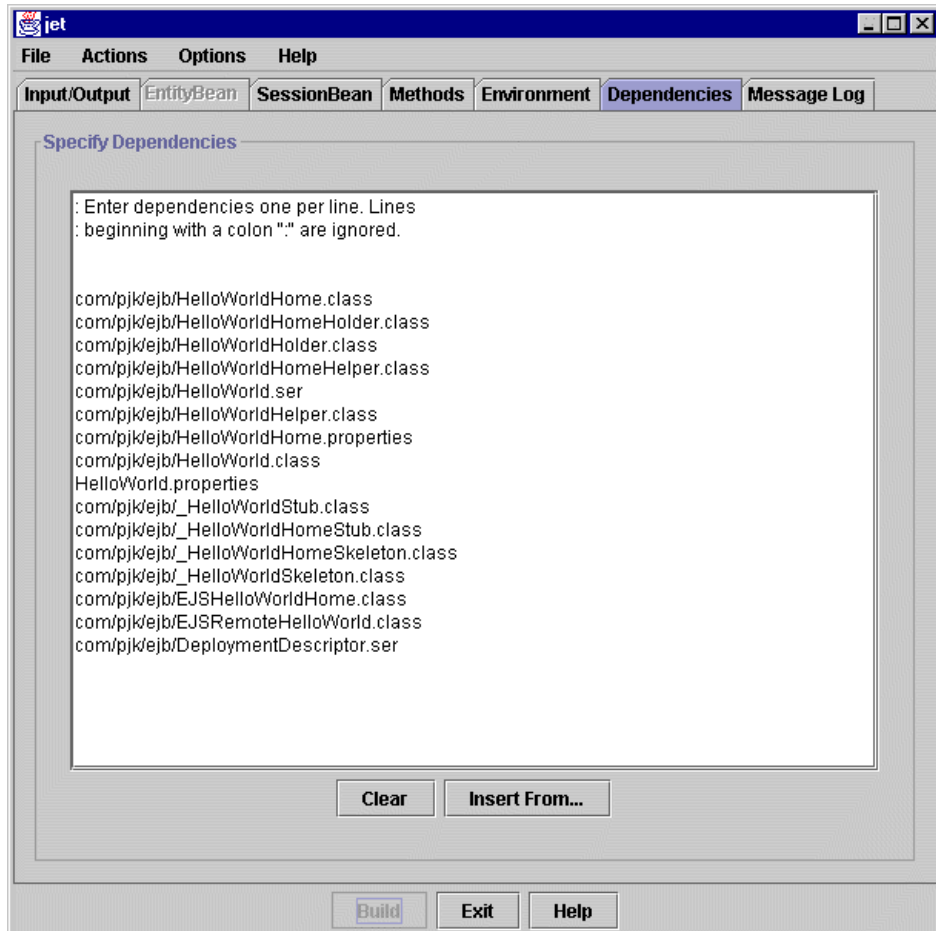 jet
File Actions Options Help
Input/Output EntityBean SessionBean Methods Environment Dependencies Message Log
Specify Dependencies
: Enter dependencies one per line. Lines
: beginning with a colon ":" are ignored.
com/pjk/ejb/HelloWorldHome.class
com/pjk/ejb/HelloWorldHomeHolder.class
com/pjk/ejb/HelloWorldHolder.class
com/pjk/ejb/HelloWorldHomeHelper.class
com/pjk/ejb/HelloWorld.ser
com/pjk/ejb/HelloWorldHelper.class
com/pjk/ejb/HelloWorldHome.properties
com/pjk/ejb/HelloWorld.class
HelloWorld.properties
com/pjk/ejb/_HelloWorldStub.class
com/pjk/ejb/_HelloWorldHomeStub.class
com/pjk/ejb/_HelloWorldHomeSkeleton.class
com/pjk/ejb/_HelloWorldSkeleton.class
com/pjk/ejb/EJSHelloWorldHome.class
com/pjk/ejb/EJSRemoteHelloWorld.class
com/pjk/ejb/DeploymentDescriptor.ser
Clear Insert From...
Build Exit Help